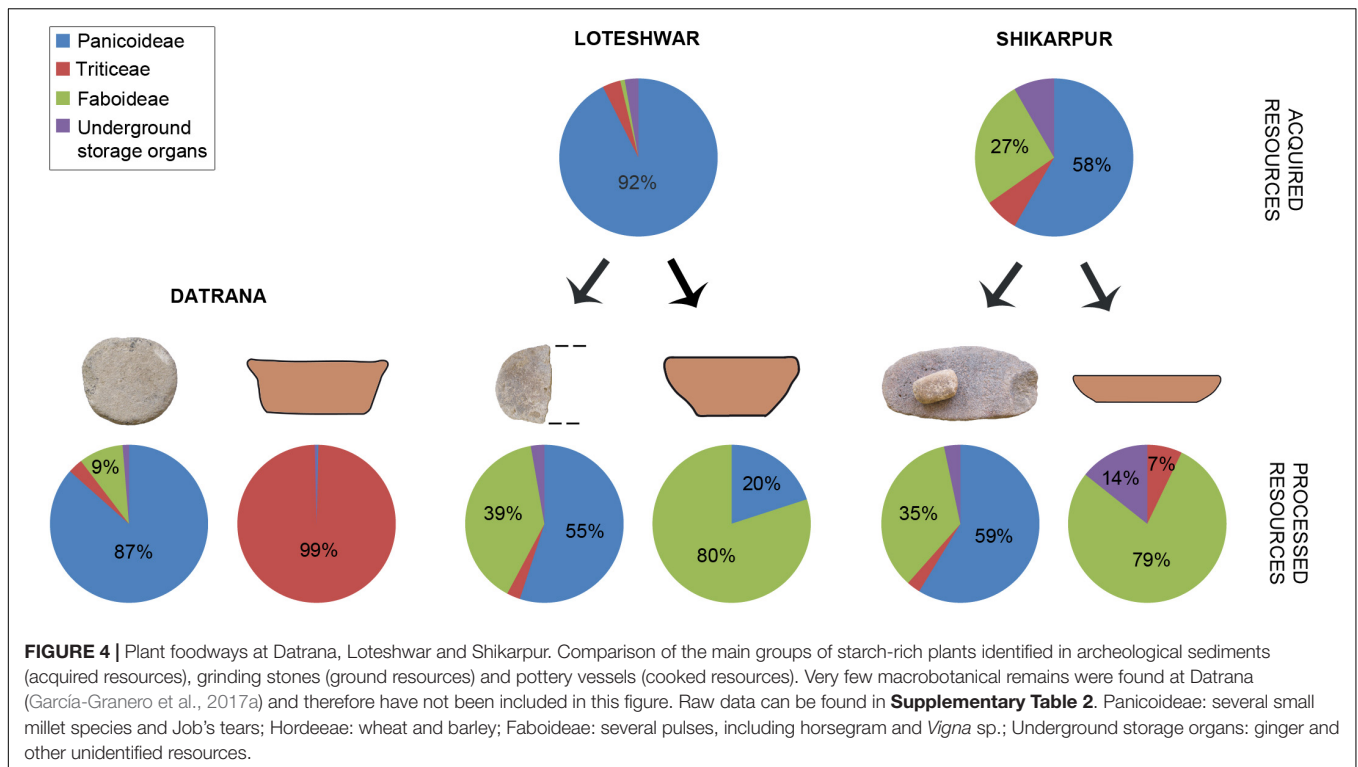 Panicoideae
Triticeae
Faboideae
Underground
storage organs
LOTESHWAR
SHIKARPUR
92%
27%
58%
ACQUIRED
RESOURCES
DATRANA
9%
87%
99%
39%
55%
20%
80%
35%
59%
14%
7%
79%
PROCESSED
RESOURCES
FIGURE 4 | Plant foodways at Datrana, Loteshwar and Shikarpur. Comparison of the main groups of starch-rich plants identified in archeological sediments
(acquired resources), grinding stones (ground resources) and pottery vessels (cooked resources). Very few macrobotanical remains were found at Datrana
(García-Granero et al., 2017a) and therefore have not been included in this figure. Raw data can be found in Supplementary Table 2. Panicoideae: several small
millet species and Job's tears; Hordeeae: wheat and barley; Faboideae: several pulses, including horsegram and Vigna sp.; Underground storage organs: ginger and
other unidentified resources.